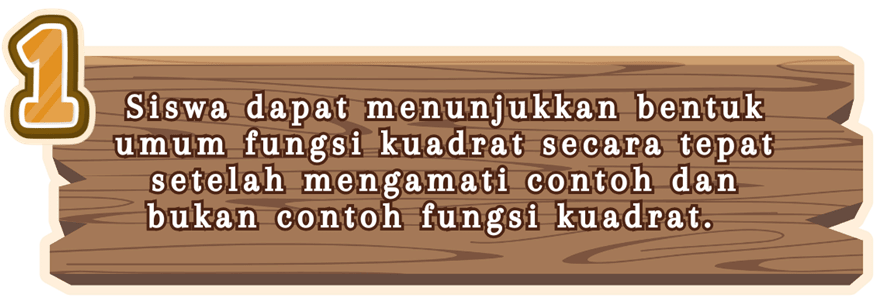 1
Siswa dapat menunjukkan bentuk
umum fungsi kuadrat secara tepat
setelah mengamati contoh dan
bukan contoh fungsi kuadrat.